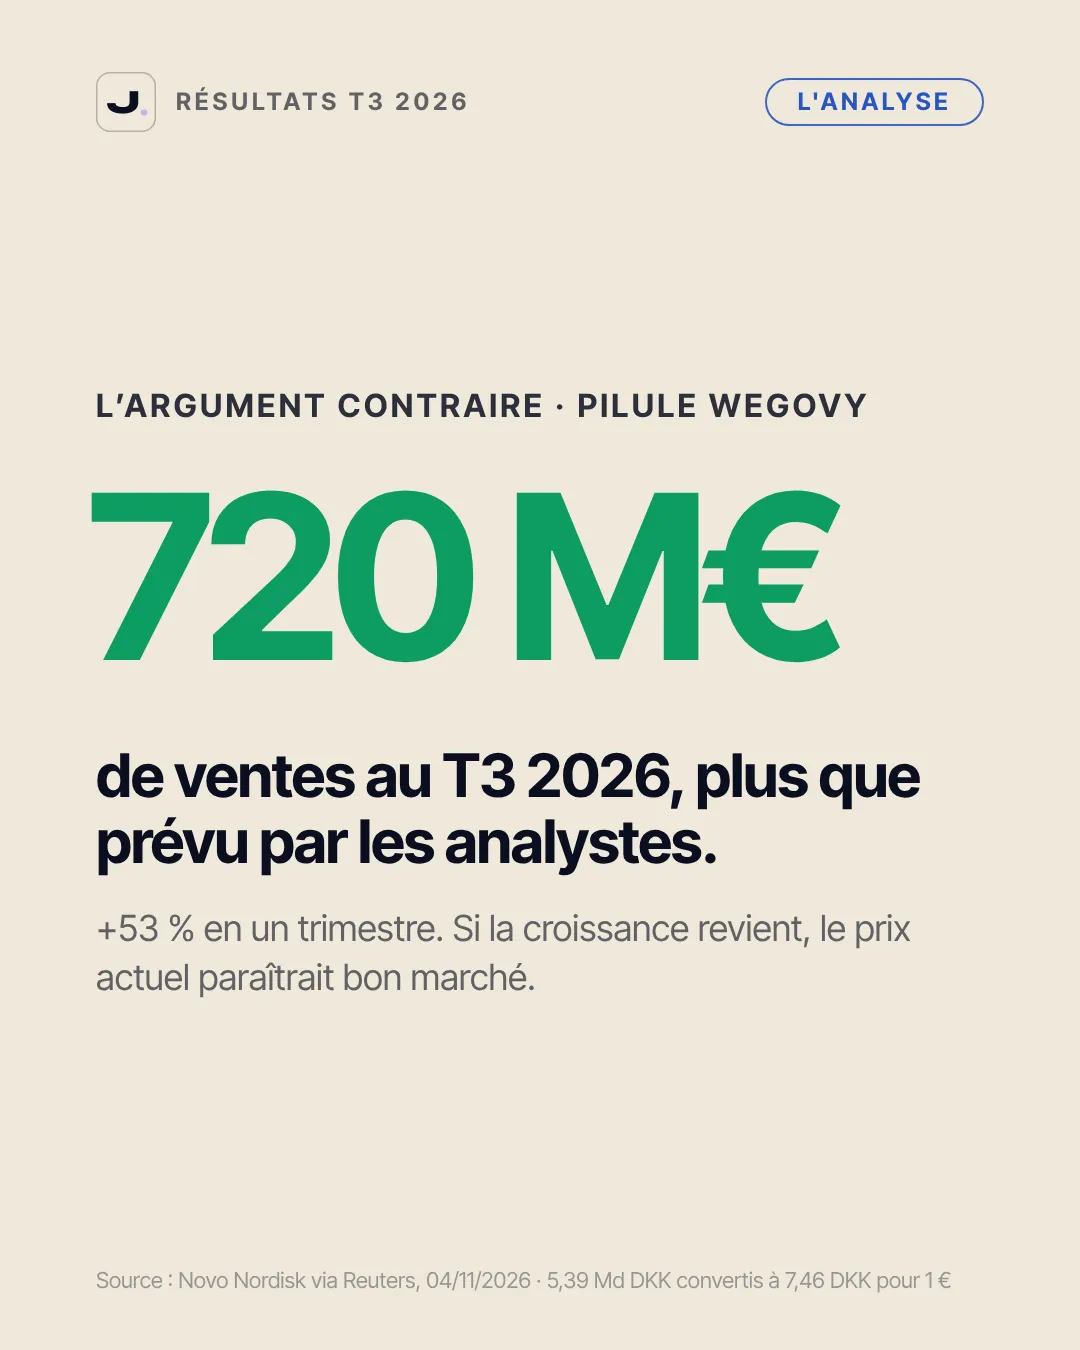 J.
RÉSULTATS T3 2026
L'ANALYSE
L’ARGUMENT CONTRAIRE · PILULE WEGOVY
720 M€
de ventes au T3 2026, plus que
prévu par les analystes.
+53 % en un trimestre. Si la croissance revient, le prix
actuel paraîtrait bon marché.
Source : Novo Nordisk via Reuters, 04/11/2026 · 5,39 Md DKK convertis à 7,46 DKK pour 1 €